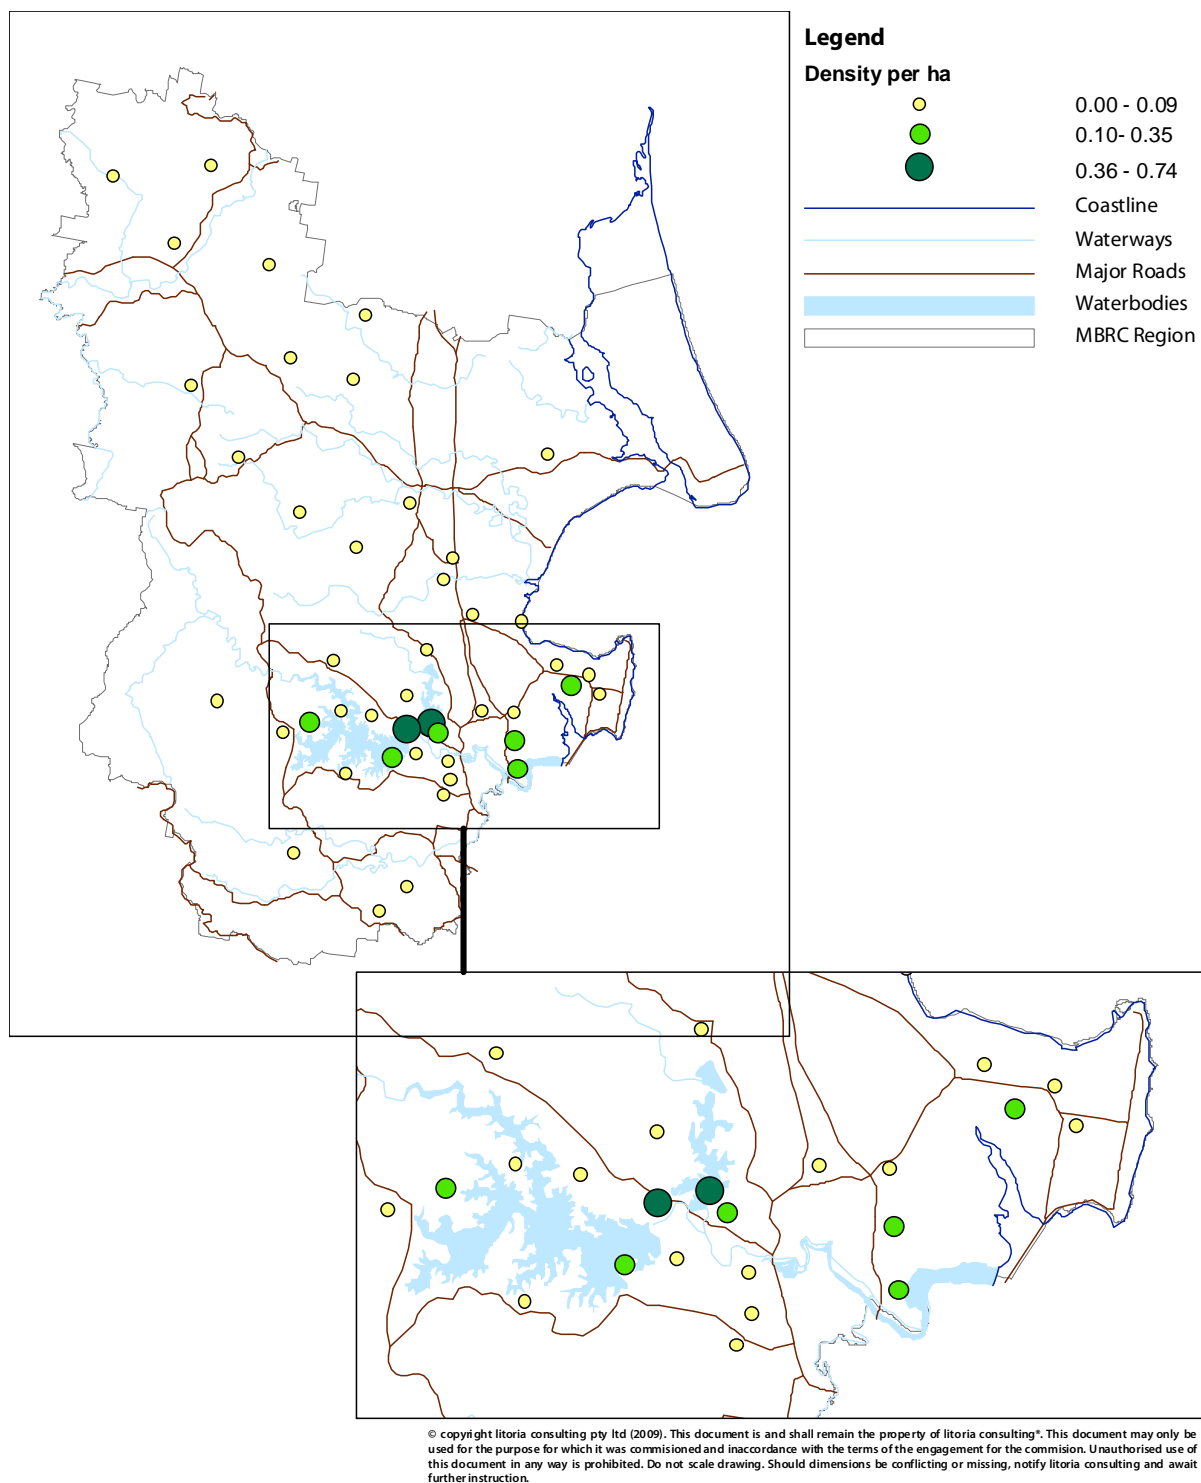 Legend
Density per ha
0.00 - 0.09
0.10- 0.35
0.36 - 0.74
Coastline
Waterways
Major Roads
Waterbodies
MBRC Region
© copyright litoria consulting pty ltd (2009). This document is and shall remain the property of litoria consulting*. This document may only be
used for the purpose for which it was commisioned and inaccordance with the terms of the engagement for the commision. Unauthorised use of
this document in any way is prohibited. Do not scale drawing. Should dimensions be conflicting or missing, notify litoria consulting and await
further instruction.